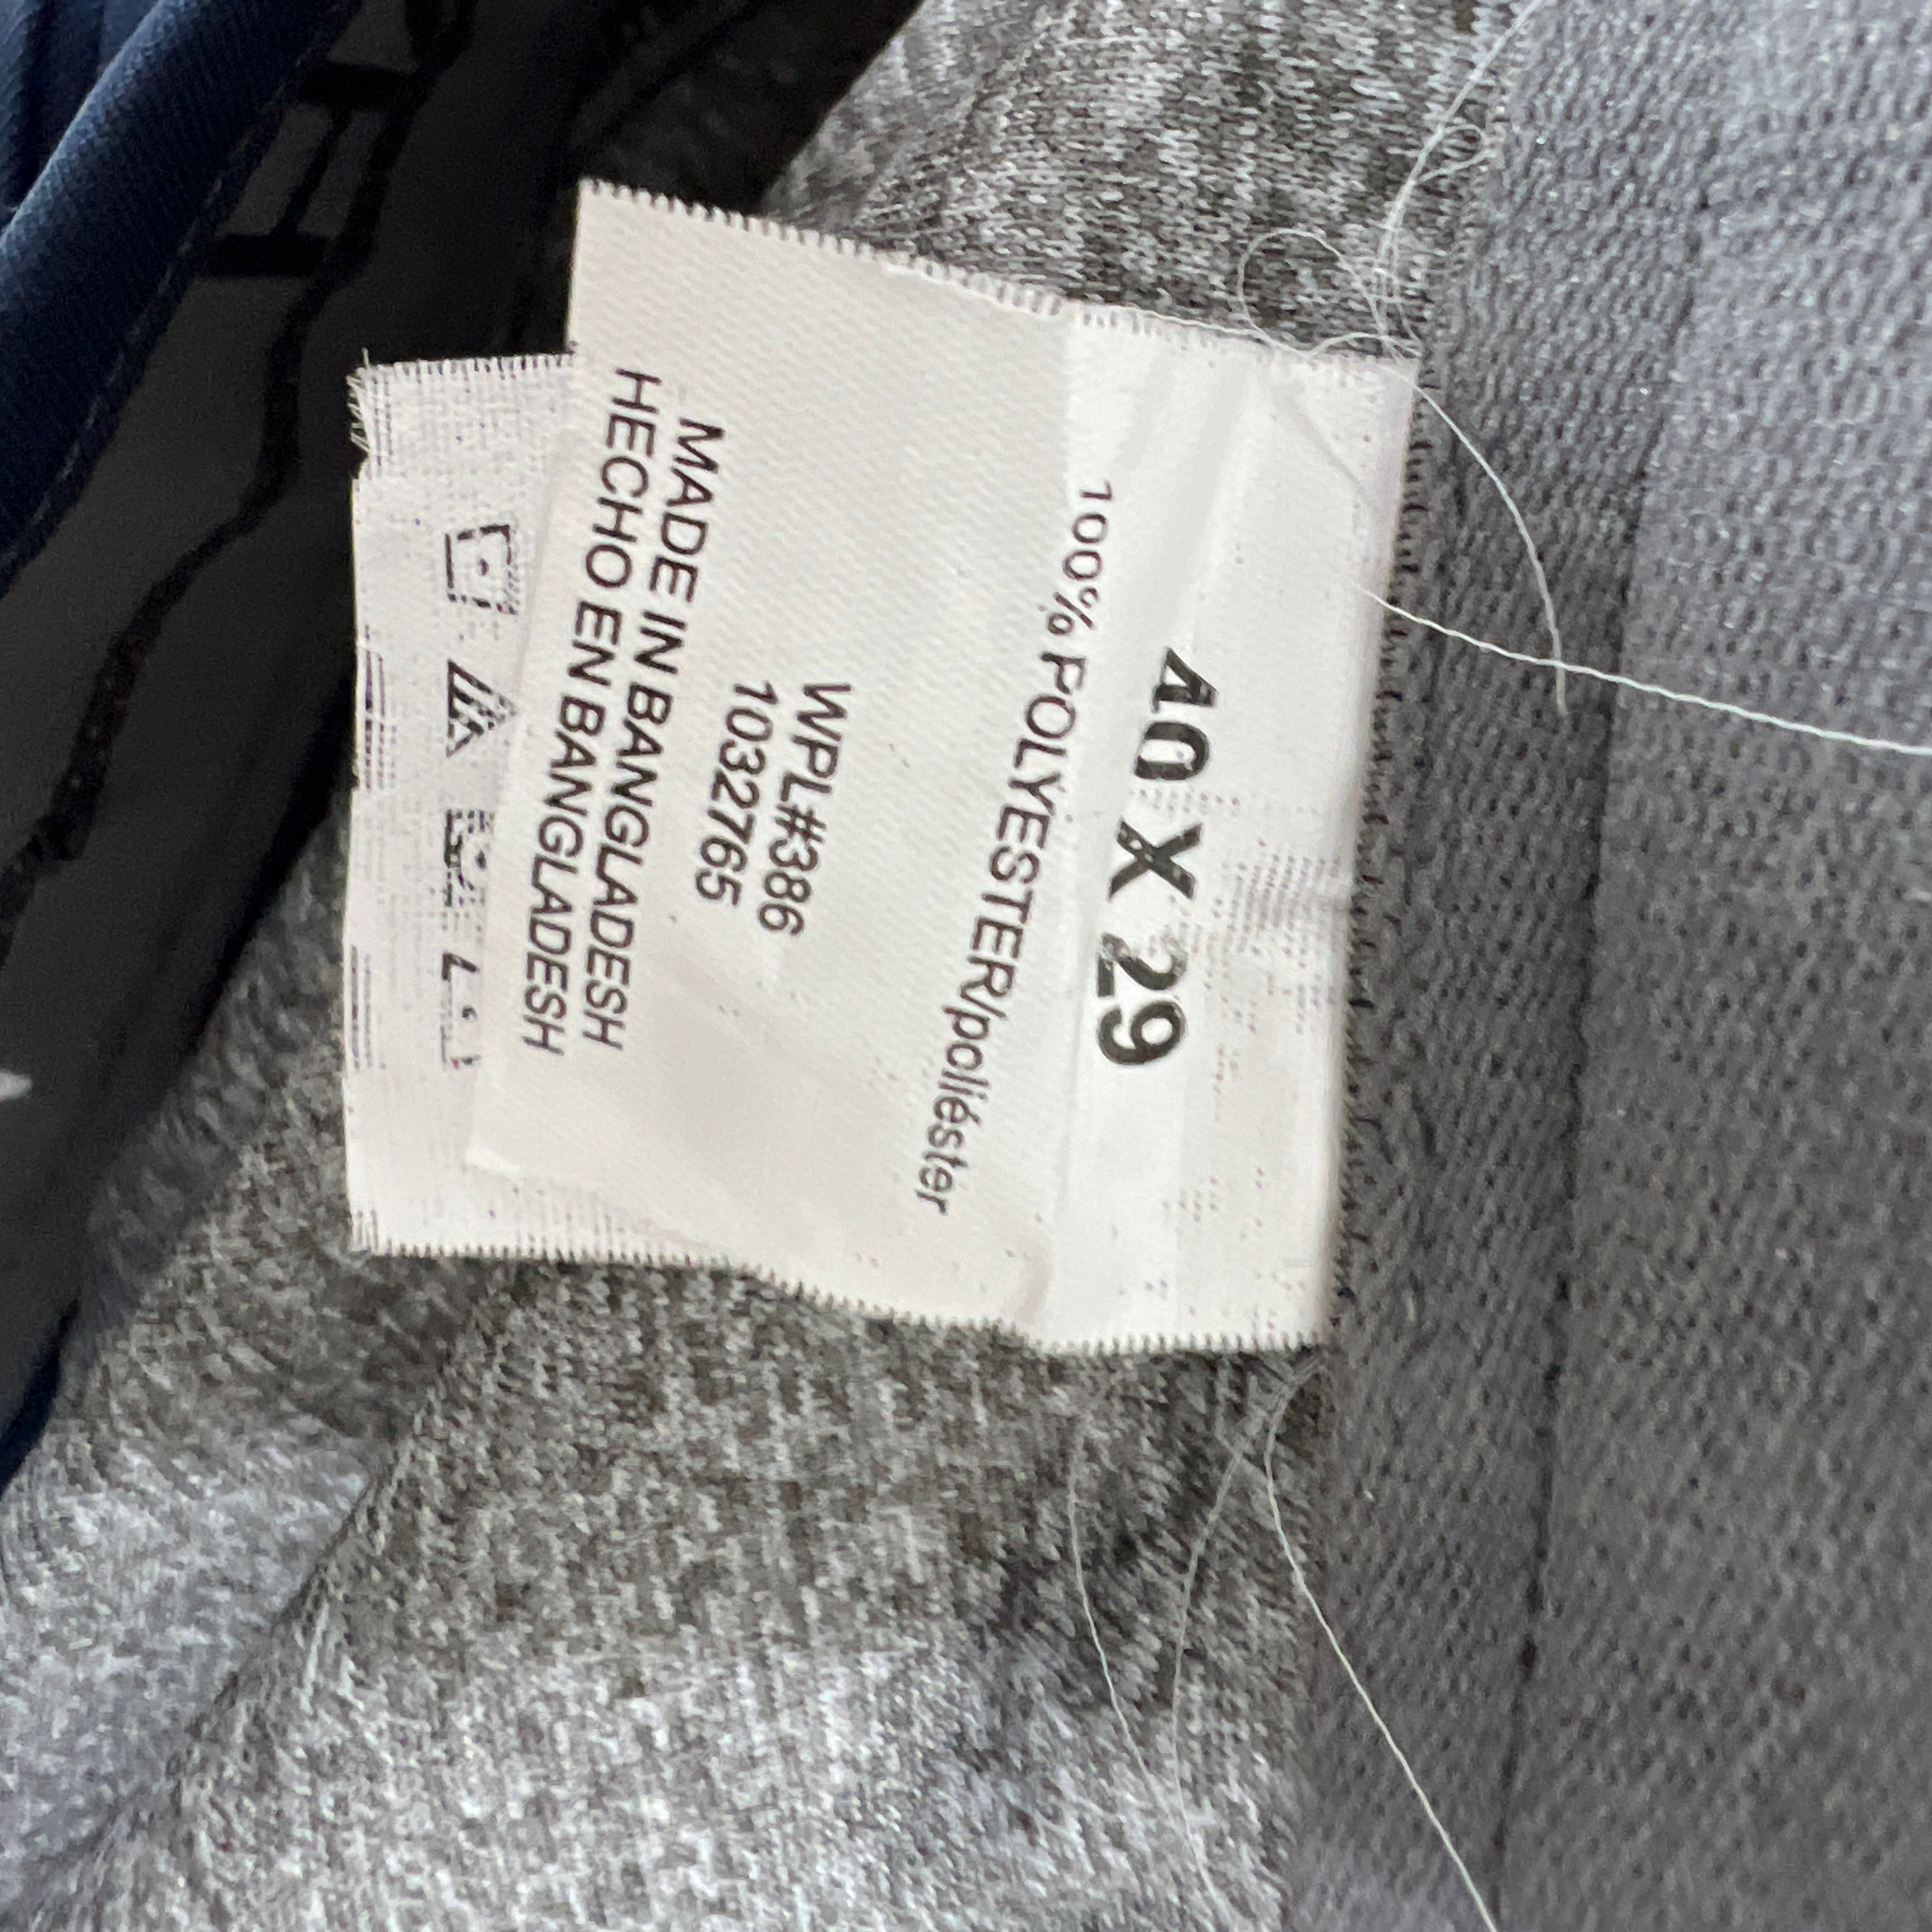 40 X 29
100% POLYESTER/poliéster
WPL#386
1032765
MADE IN BANGLADESH
HECHO EN BANGLADESH